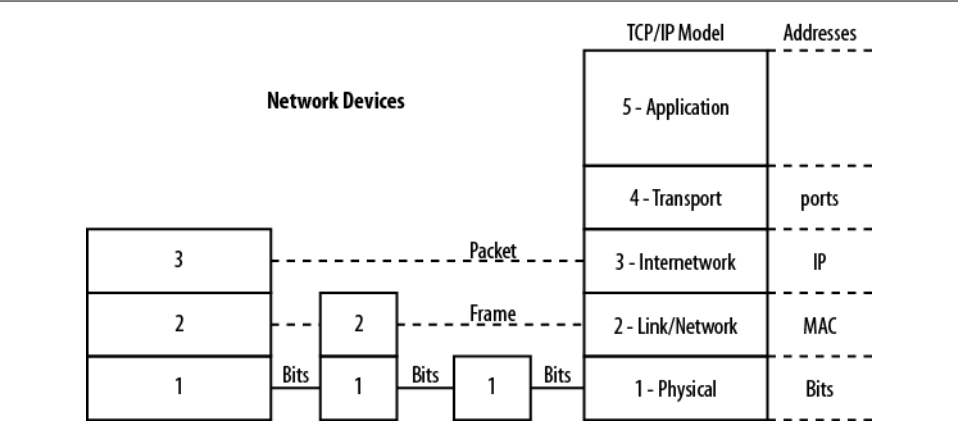 TCP/IP Model Addresses
Network Devices
5 - Application
4 - Transport ports
3 Packet 3 - Internetwork IP
2 2 Frame 2 - Link/Network MAC
1 Bits 1 Bits 1 Bits 1 - Physical Bits